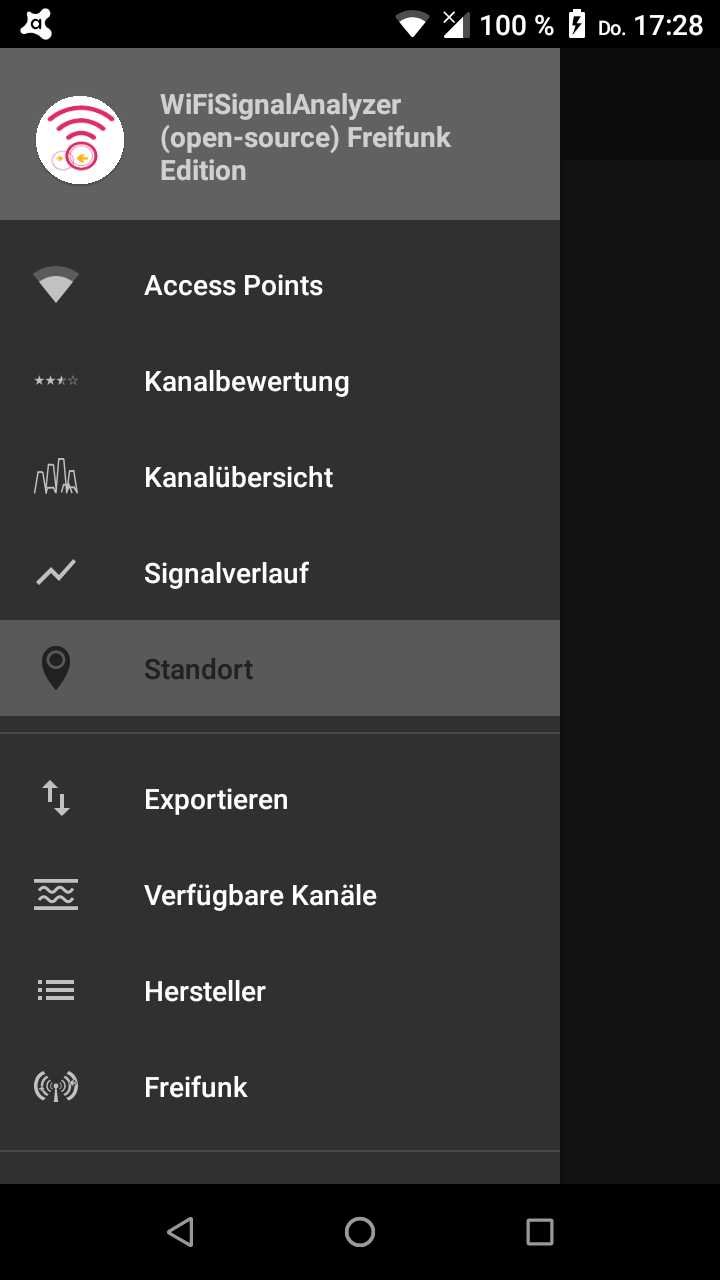 100 % Do. 17:28
WiFiSignalAnalyzer
(open-source) Freifunk
Edition
Access Points
Kanalbewertung
Kanalübersicht
Signalverlauf
Standort
Exportieren
Verfügbare Kanäle
Hersteller
Freifunk